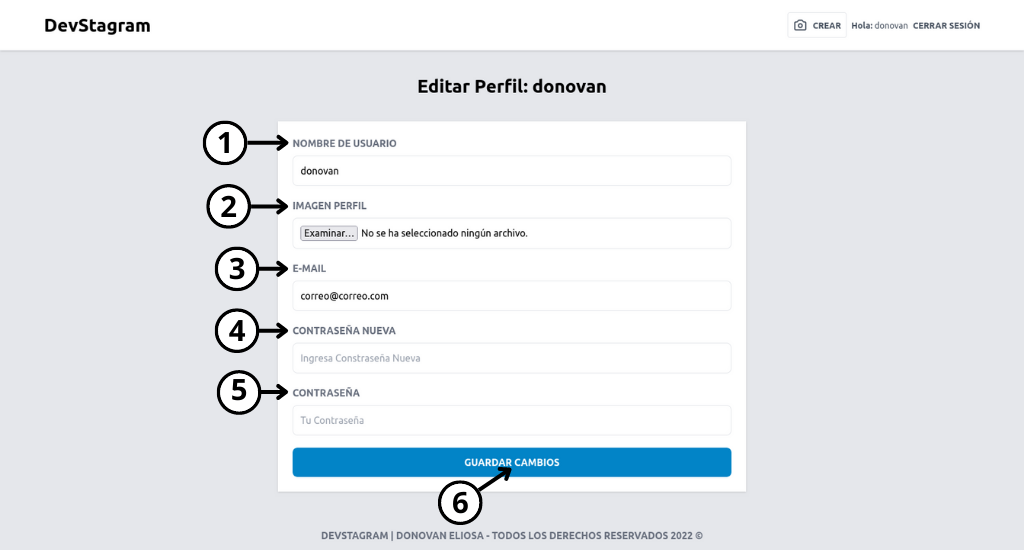 DevStagram
CREAR Hola: donovan CERRAR SESIÓN
Editar Perfil: donovan
1 NOMBRE DE USUARIO
donovan
2 IMAGEN PERFIL
Examinar... No se ha seleccionado ningún archivo.
3 E-MAIL
correo@correo.com
4 CONTRASEÑA NUEVA
Ingresa Constraseña Nueva
5 CONTRASEÑA
Tu Contraseña
GUARDAR CAMBIOS
6
DEVSTAGRAM | DONOVAN ELIOSA - TODOS LOS DERECHOS RESERVADOS 2022 ©